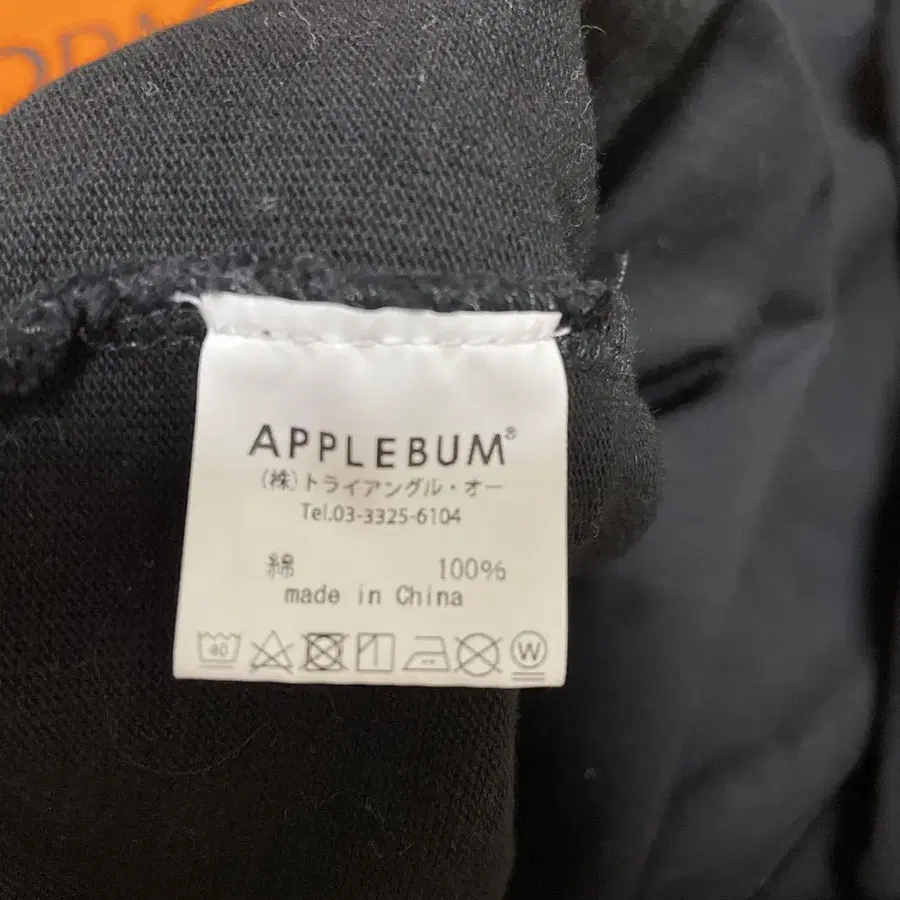 APPLEBUM®
(株)トライアングル・オー
Tel.03-3325-6104
綿 100%
made in China
40 W